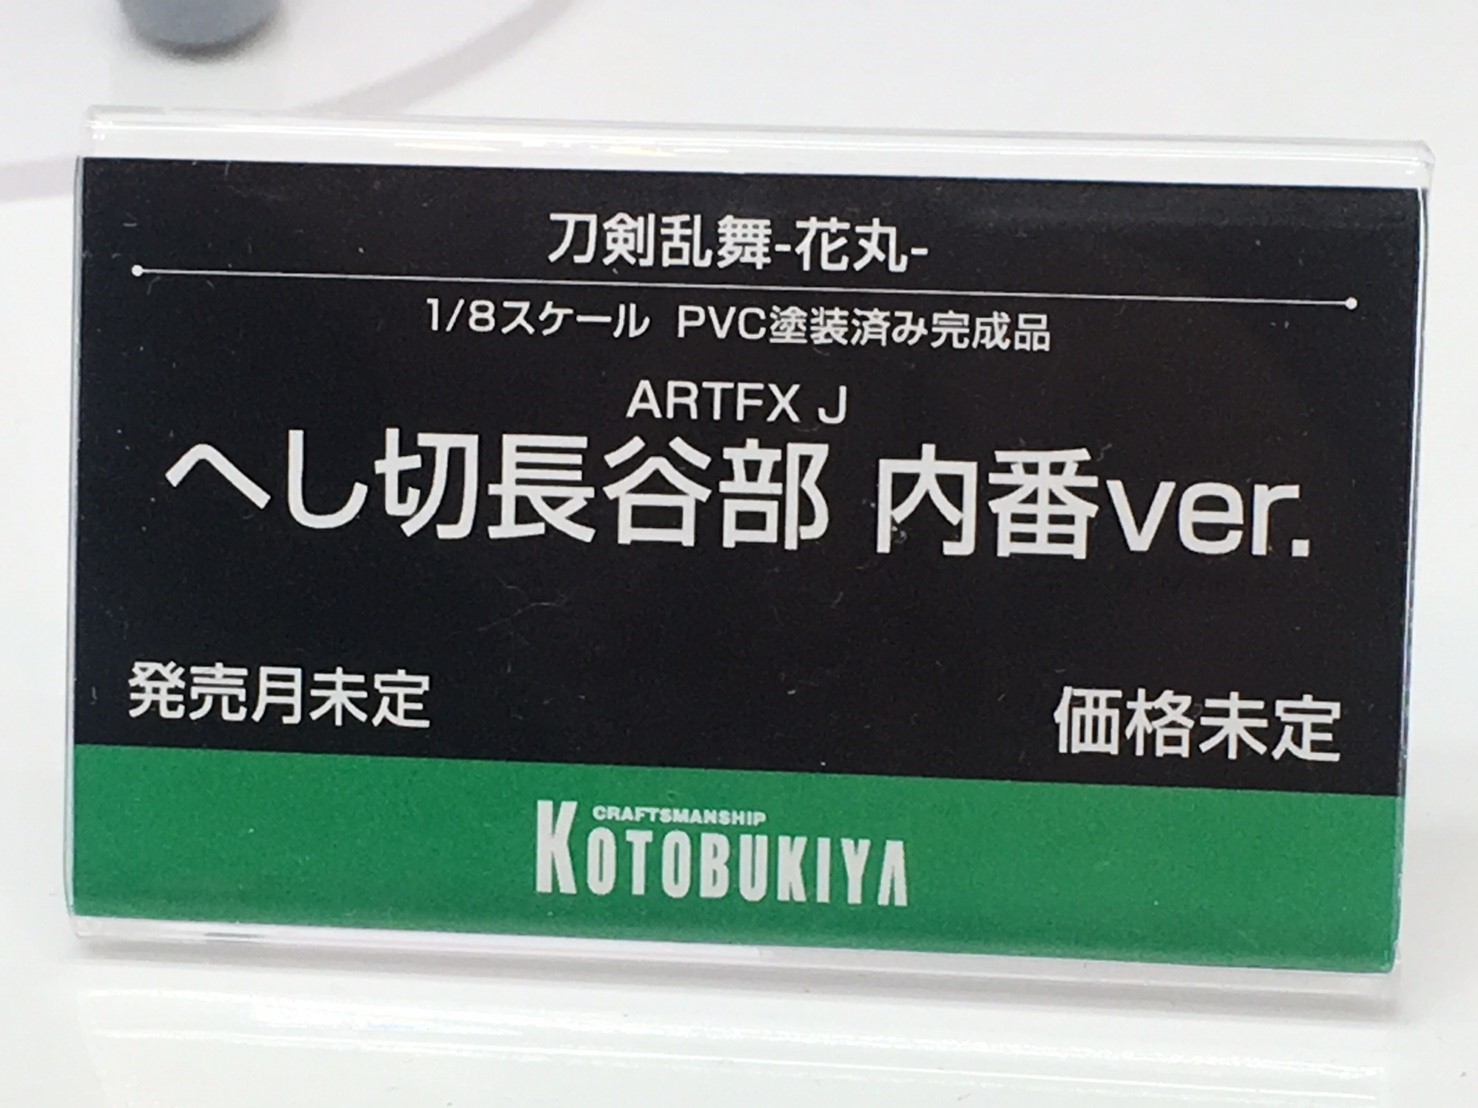 刀剣乱舞-花丸-
1/8スケール PVC塗装済み完成品
ARTFX J
へし切長谷部 内番ver.
発売月未定
価格未定
CRAFTSMANSHIP
KOTOBUKIYA